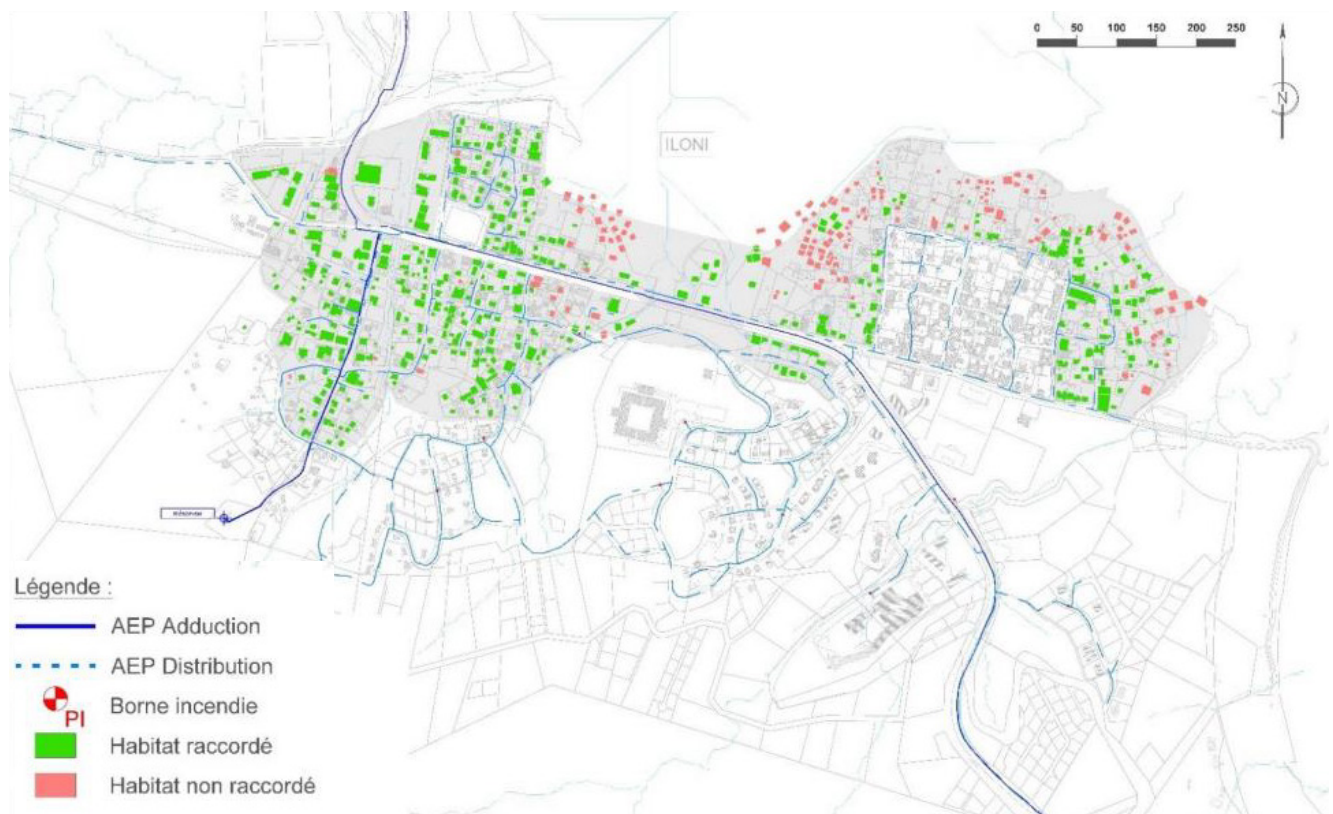 0 50 100 150 200 250
N
ILONI
RÉSERVOIR
Légende :
AEP Adduction
AEP Distribution
PI
Borne incendie
Habitat raccordé
Habitat non raccordé